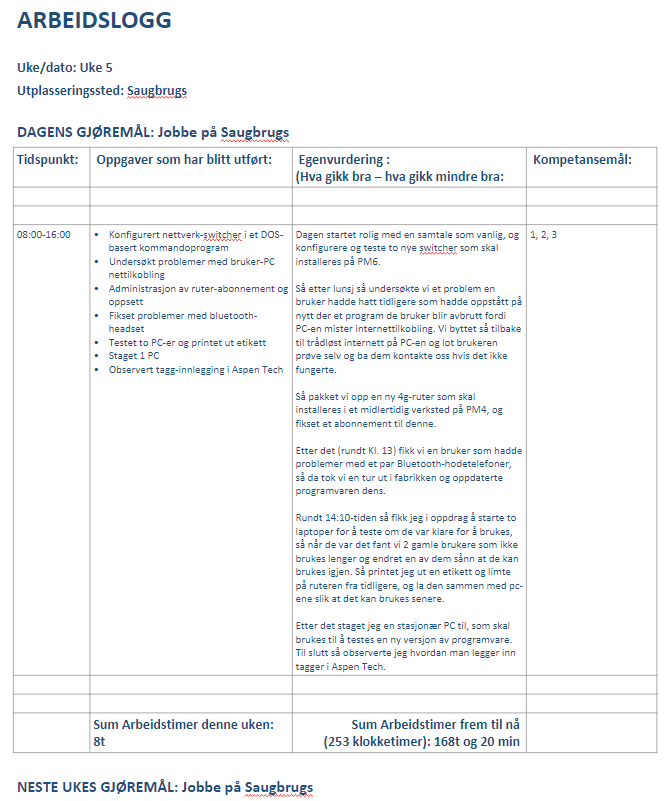 ARBEIDSLOGG
Uke/dato: Uke 5
Utplasseringssted: Saugbrugs
DAGENS GJØREMÅL: Jobbe på Saugbrugs
Tidspunkt:
Oppgaver som har blitt utført:
Egenvurdering :
(Hva gikk bra – hva gikk mindre bra:
Kompetansemål:
08:00-16:00
• Konfigurert nettverk-switcher i et DOS-
basert kommandoprogram
• Undersøkt problemer med bruker-PC
nettilkobling
• Administrasjon av ruter-abonnement og
oppsett
• Fikset problemer med bluetooth-
headset
• Testet to PC-er og printet ut etikett
• Staget 1 PC
• Observert tagg-innlegging i Aspen Tech
Dagen startet rolig med en samtale som vanlig, og
konfigurere og teste to nye switcher som skal
installeres på PM6.
Så etter lunsj så undersøkte vi et problem en
bruker hadde hatt tidligere som hadde oppstått på
nytt der et program de bruker blir avbrutt fordi
PC-en mister internettilkobling. Vi byttet så tilbake
til trådløst internett på PC-en og lot brukeren
prøve selv og ba dem kontakte oss hvis det ikke
fungerte.
Så pakket vi opp en ny 4g-ruter som skal
installeres i et midlertidig verksted på PM4, og
fikset et abonnement til denne.
Etter det (rundt Kl. 13) fikk vi en bruker som hadde
problemer med et par Bluetooth-hodetelefoner,
så da tok vi en tur ut i fabrikken og oppdaterte
programvaren dens.
Rundt 14:10-tiden så fikk jeg i oppdrag å starte to
laptoper for å teste om de var klare for å brukes,
så når de var det fant vi 2 gamle brukere som ikke
brukes lenger og endret en av dem sånn at de kan
brukes igjen. Så printet jeg ut en etikett og limte
på ruteren fra tidligere, og la den sammen med pc-
ene slik at det kan brukes senere.
Etter det staget jeg en stasjonær PC til, som skal
brukes til å testes en ny versjon av programvare.
Til slutt så observerte jeg hvordan man legger inn
tagger i Aspen Tech.
1, 2, 3
Sum Arbeidstimer denne uken:
8t
Sum Arbeidstimer frem til nå
(253 klokketimer): 168t og 20 min
NESTE UKES GJØREMÅL: Jobbe på Saugbrugs